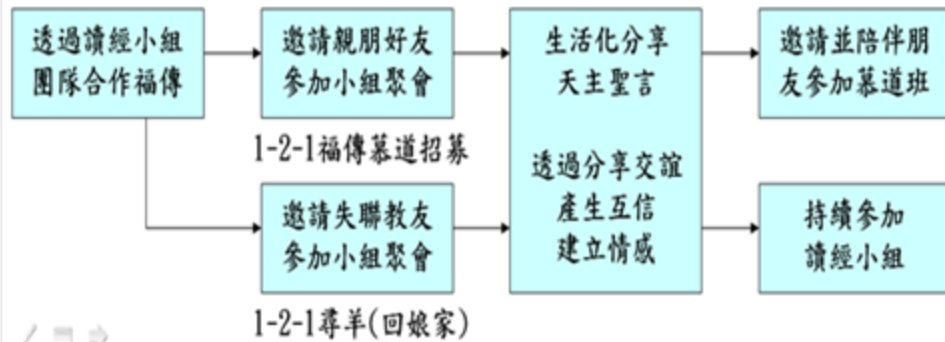 透過讀經小組
團隊合作福傳
邀請親朋好友
參加小組聚會
1-2-1福傳慕道招募
邀請失聯教友
參加小組聚會
1-2-1尋羊(回娘家)
生活化分享
天主聖言
透過分享交誼
產生互信
建立情感
邀請並陪伴朋
友參加慕道班
持續參加
讀經小組